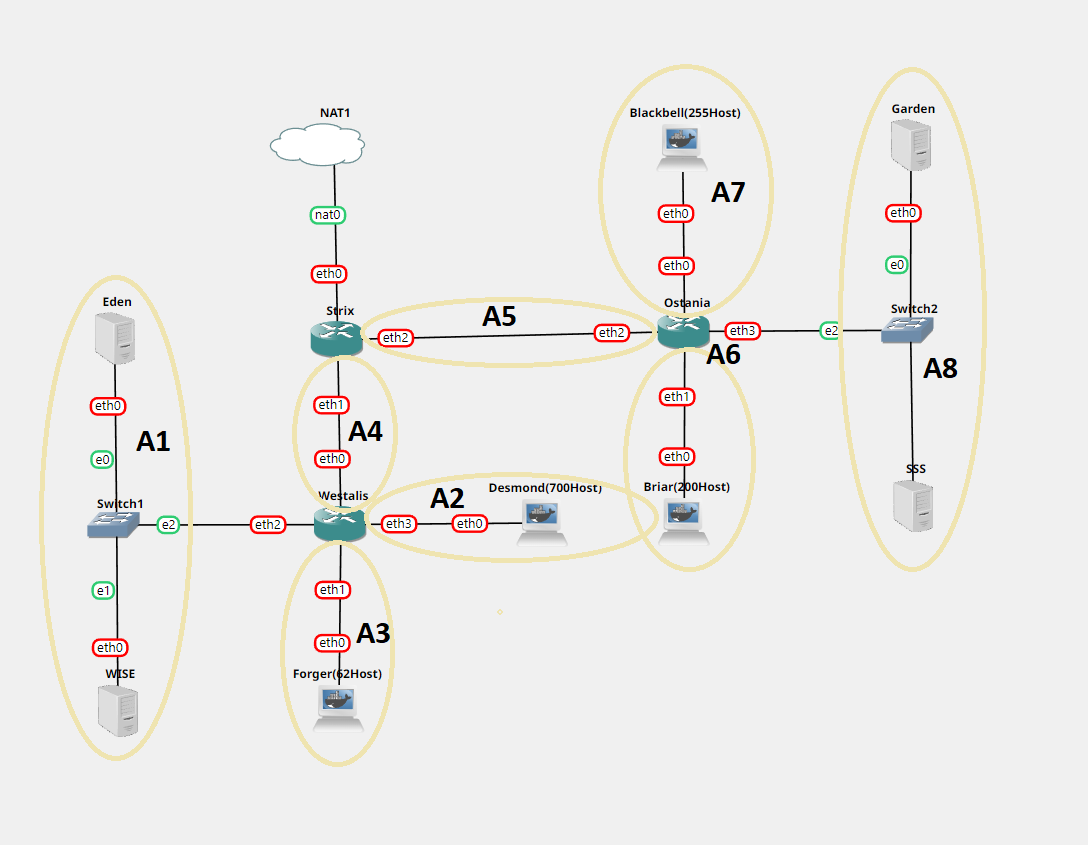 NAT1
Blackbell(255Host)
Garden
A7
nat0
eth0
eth0
eth0
e0
eth0
Eden
Strix
A5
Ostania
Switch2
eth2
eth2
eth3
e2
A6
A8
eth0
eth1
eth1
A1
A4
e0
eth0
eth0
SSS
Westalis
A2
Desmond(700Host)
Briar(200Host)
Switch1
e2
eth2
eth3
eth0
e1
eth1
A3
eth0
eth0
WISE
Forger(62Host)